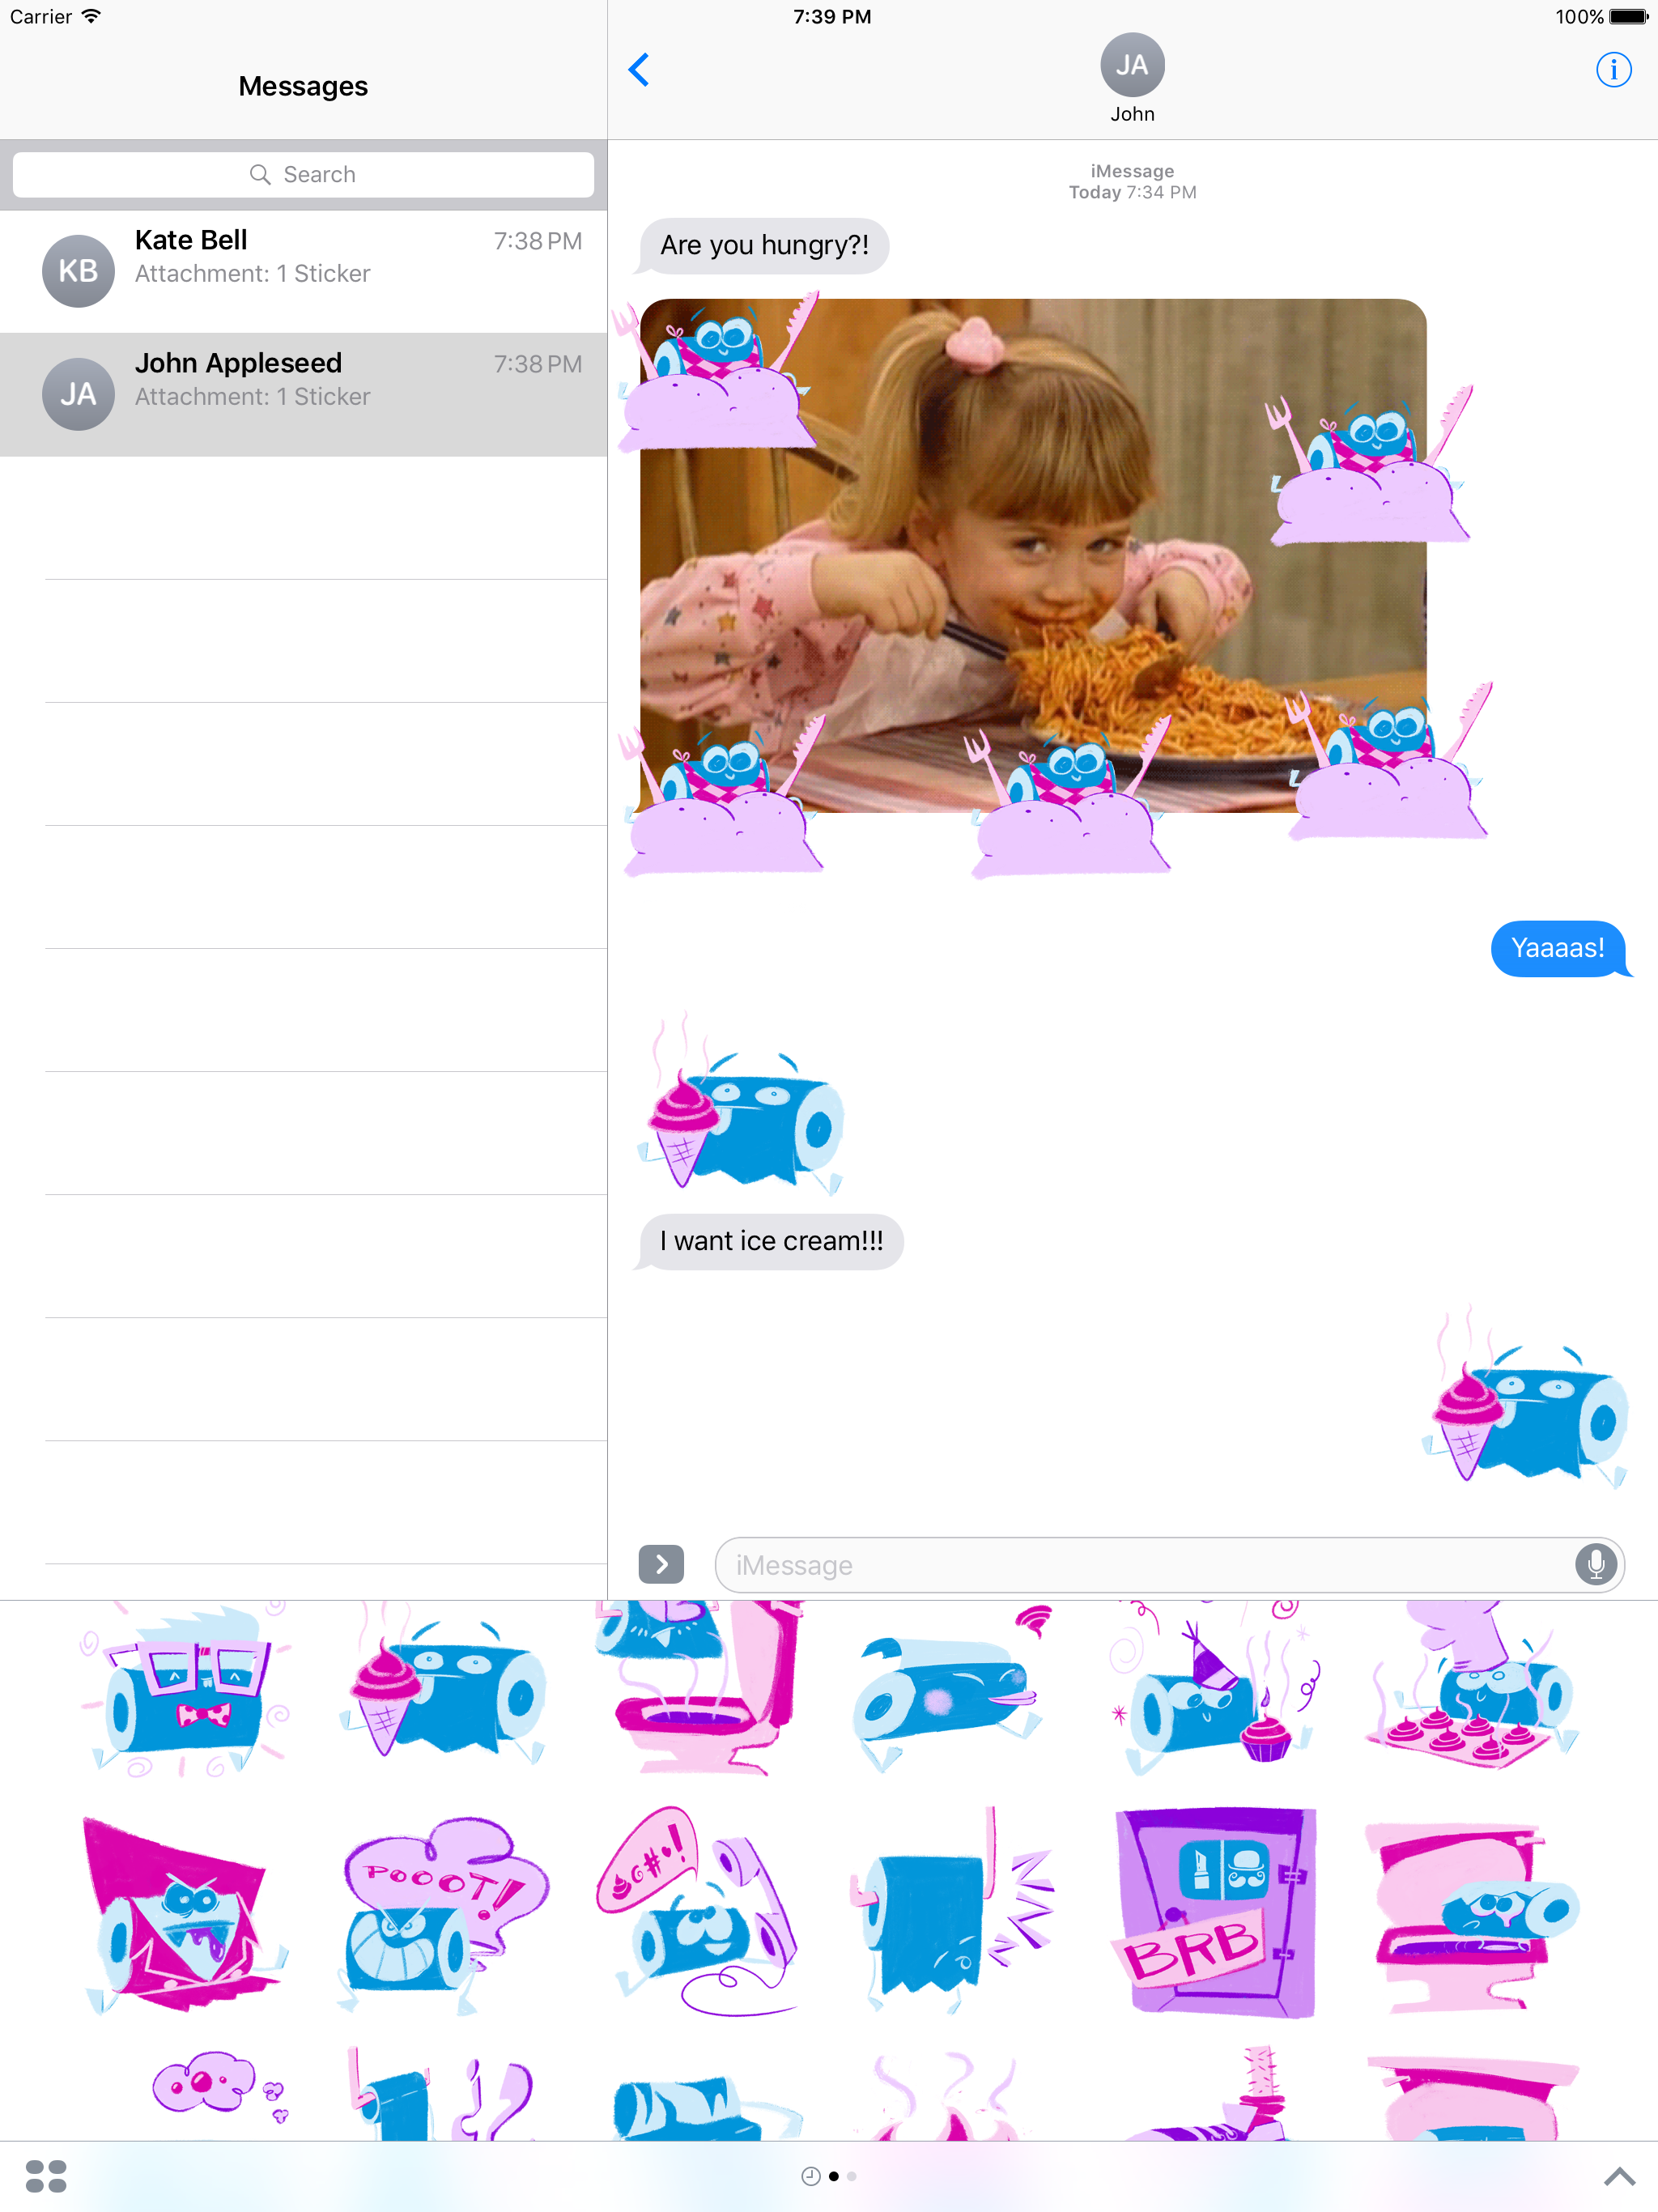 Carrier
7:39 PM
100%
Messages
JA
John
Search
KB
Kate Bell
7:38 PM
Attachment: 1 Sticker
JA
John Appleseed
7:38 PM
Attachment: 1 Sticker
iMessage
Today 7:34 PM
Are you hungry?!
Yaaaas!
I want ice cream!!!
iMessage
POOOT!
@#!
BRB